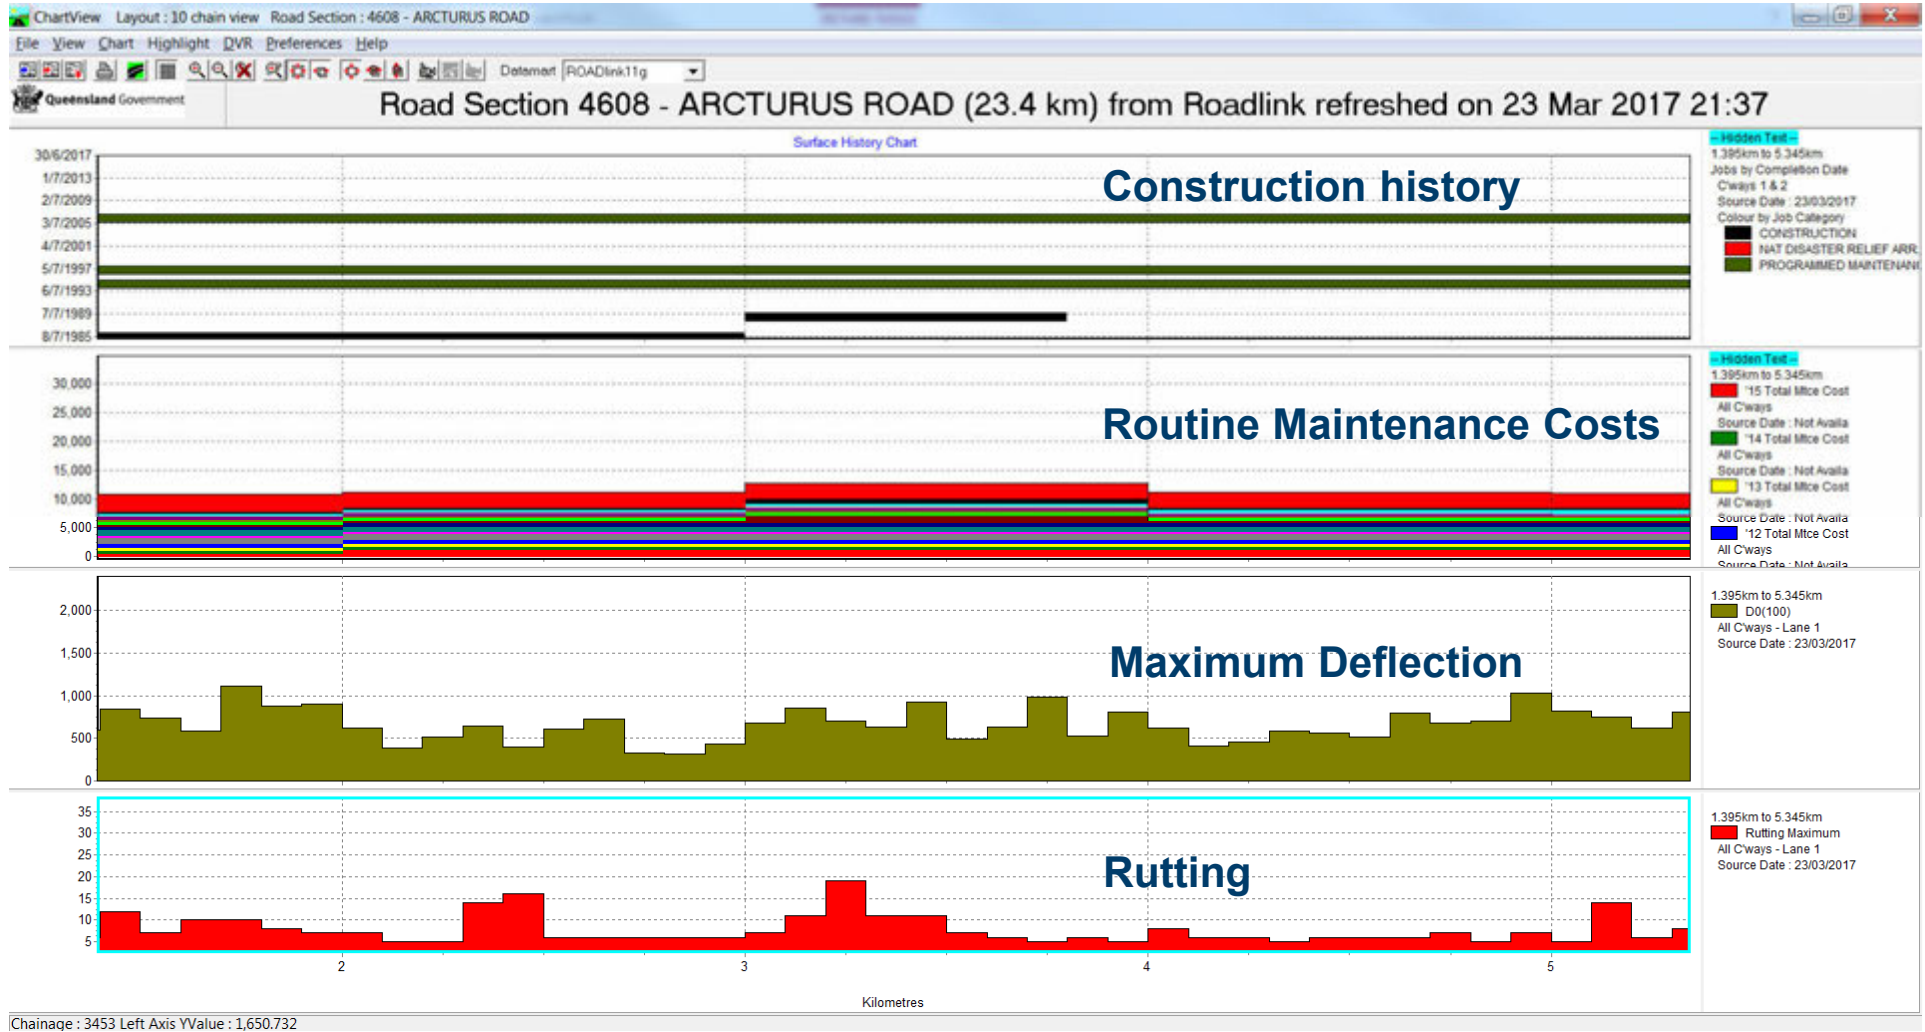 ChartView Layout : 10 chain view Road Section : 4608 - ARCTURUS ROAD
File View Chart Highlight DVR Preferences Help
Datamart ROADlink11g
Queensland Government
Road Section 4608 - ARCTURUS ROAD (23.4 km) from Roadlink refreshed on 23 Mar 2017 21:37
Surface History Chart
Construction history
30/6/2017
1/7/2013
2/7/2009
3/7/2005
4/7/2001
5/7/1997
6/7/1993
7/7/1989
8/7/1985
-- Hidden Text --
1.395km to 5.345km
Jobs by Completion Date
C'ways 1 & 2
Source Date : 23/03/2017
Colour by Job Category
CONSTRUCTION
NAT DISASTER RELIEF ARR
PROGRAMMED MAINTENANC
Routine Maintenance Costs
30,000
25,000
20,000
15,000
10,000
5,000
0
-- Hidden Text --
1.395km to 5.345km
'15 Total Mtce Cost
All C'ways
Source Date : Not Availa
'14 Total Mtce Cost
All C'ways
Source Date : Not Availa
'13 Total Mtce Cost
All C'ways
Source Date : Not Availa
'12 Total Mtce Cost
All C'ways
Source Date : Not Availa
Maximum Deflection
2,000
1,500
1,000
500
0
1.395km to 5.345km
D0(100)
All C'ways - Lane 1
Source Date : 23/03/2017
Rutting
35
30
25
20
15
10
5
1.395km to 5.345km
Rutting Maximum
All C'ways - Lane 1
Source Date : 23/03/2017
2 3 4 5
Kilometres
Chainage : 3453 Left Axis YValue : 1,650.732